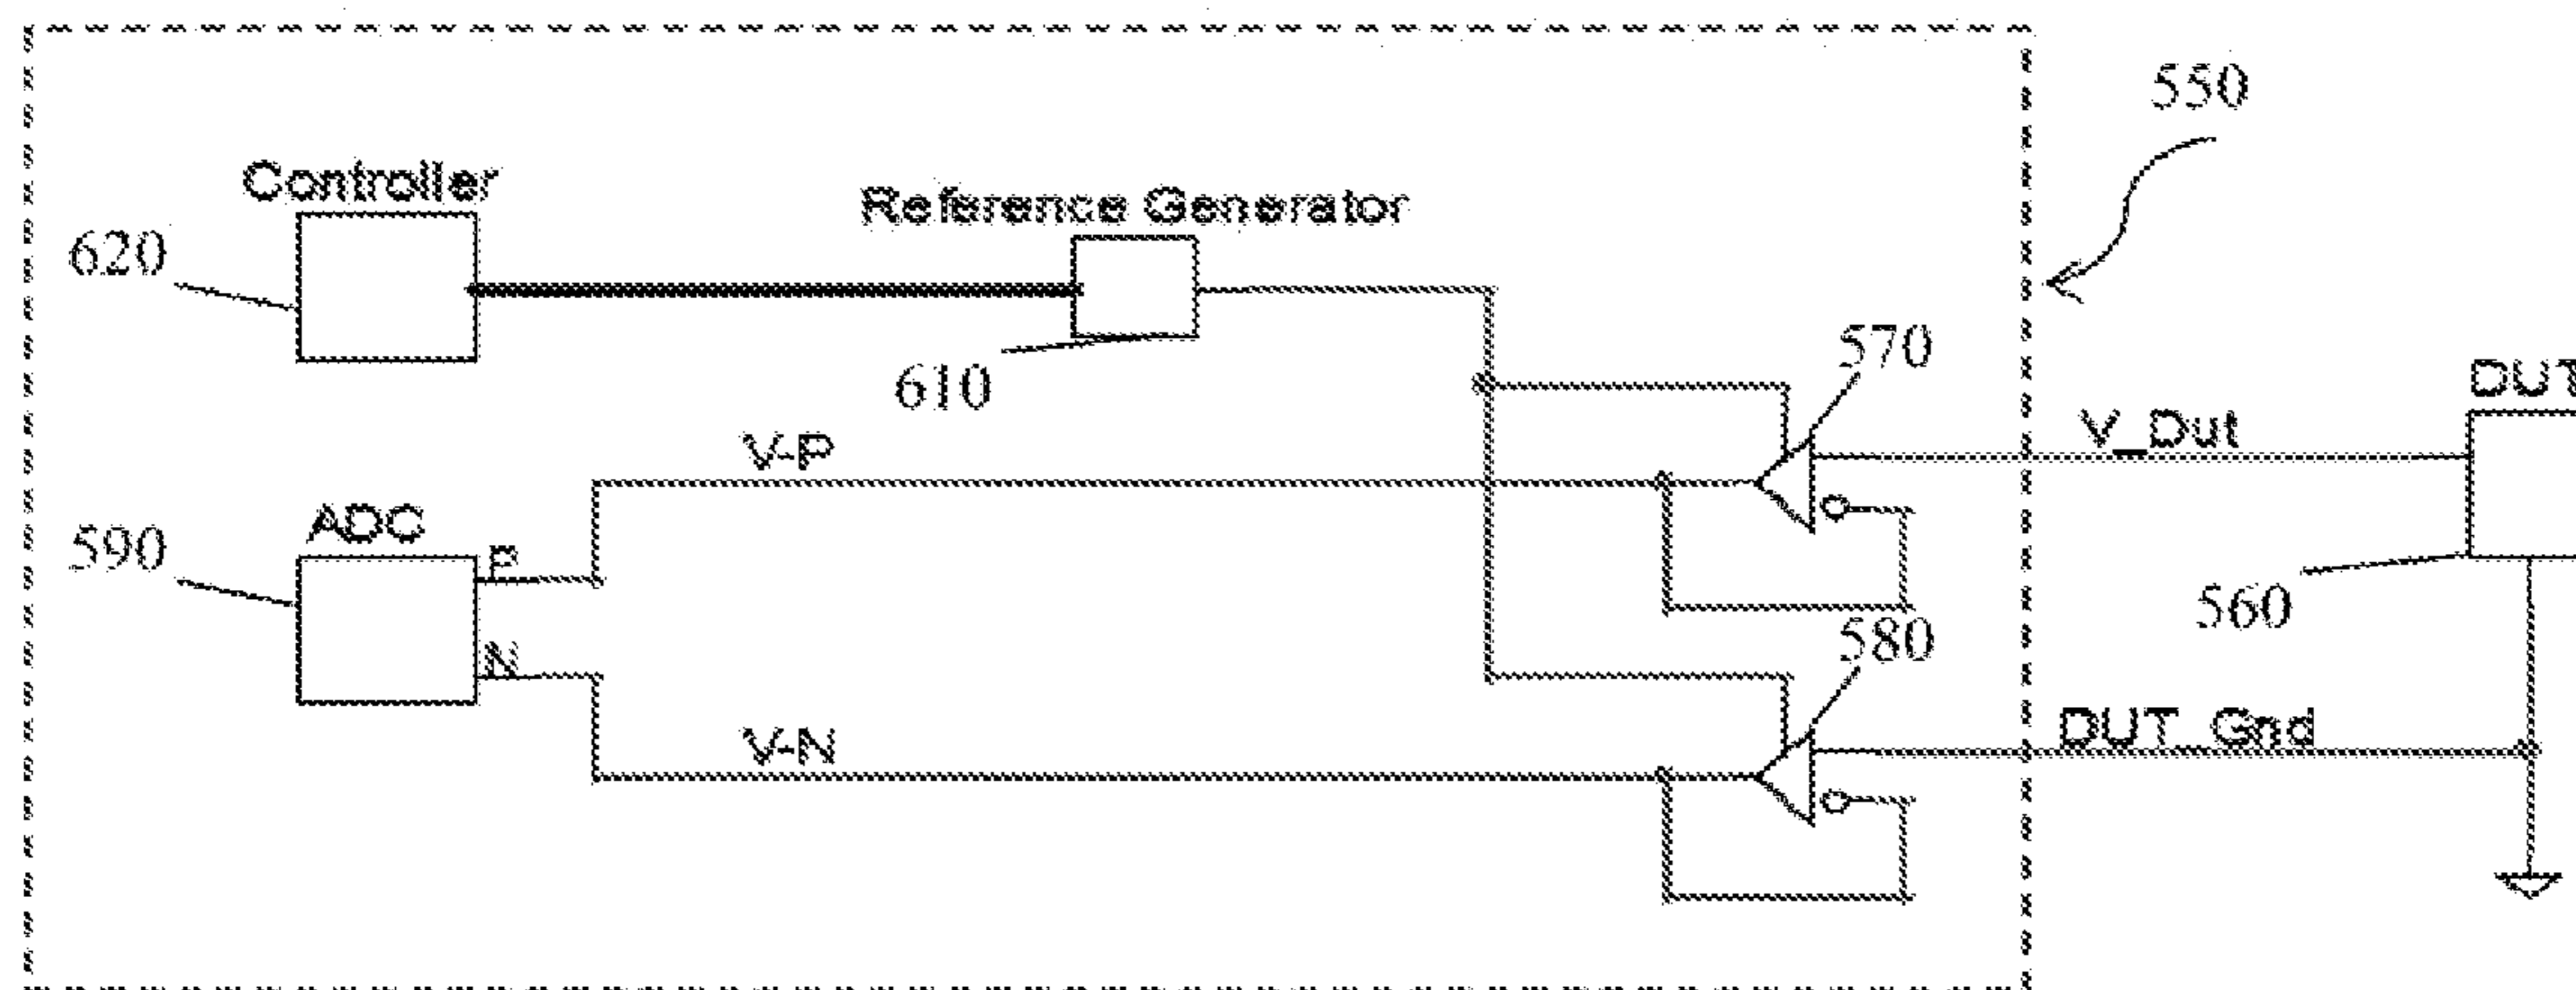 550
Controller
Reference Generator
620
610
570
DUT
V_Dut
V-P
ADC
590
P
560
N
580
DUT_Gnd
V-N